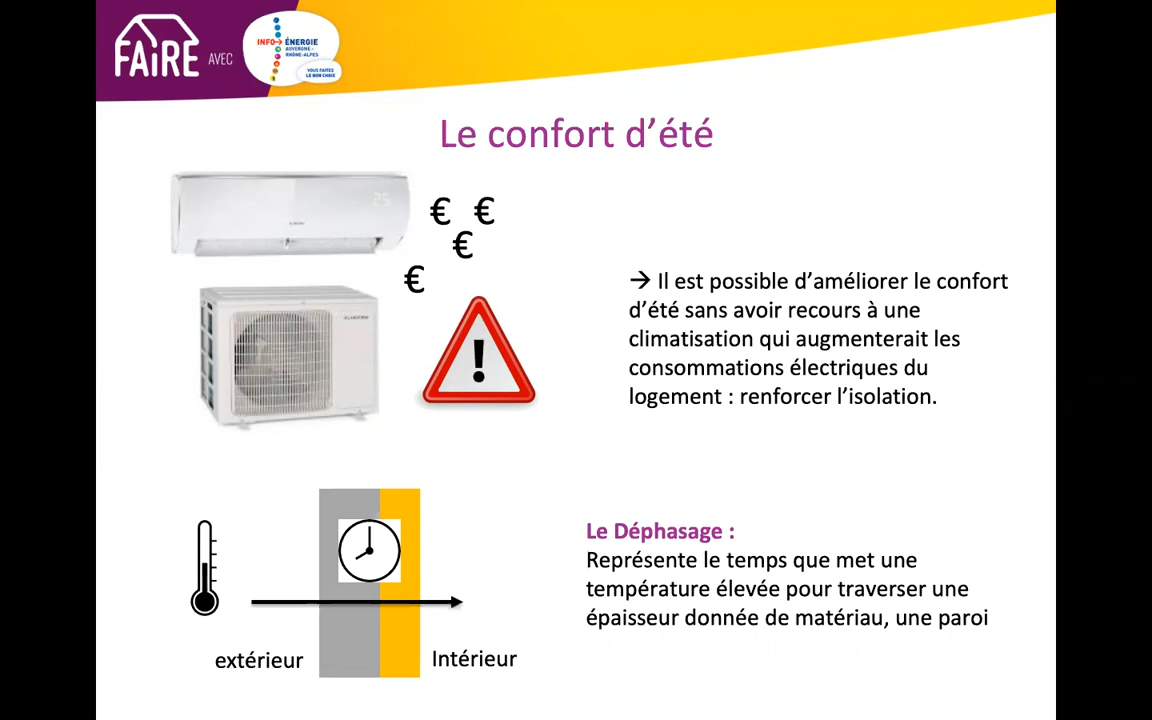 FAiRE AVEC
INFO→ÉNERGIE
AUVERGNE –
RHÔNE-ALPES
VOUS FAITES
LE BON CHOIX
Le confort d’été
25
€ €
€
€
!
→ Il est possible d’améliorer le confort
d’été sans avoir recours à une
climatisation qui augmenterait les
consommations électriques du
logement : renforcer l’isolation.
Le Déphasage :
Représente le temps que met une
température élevée pour traverser une
épaisseur donnée de matériau, une paroi
extérieur
Intérieur